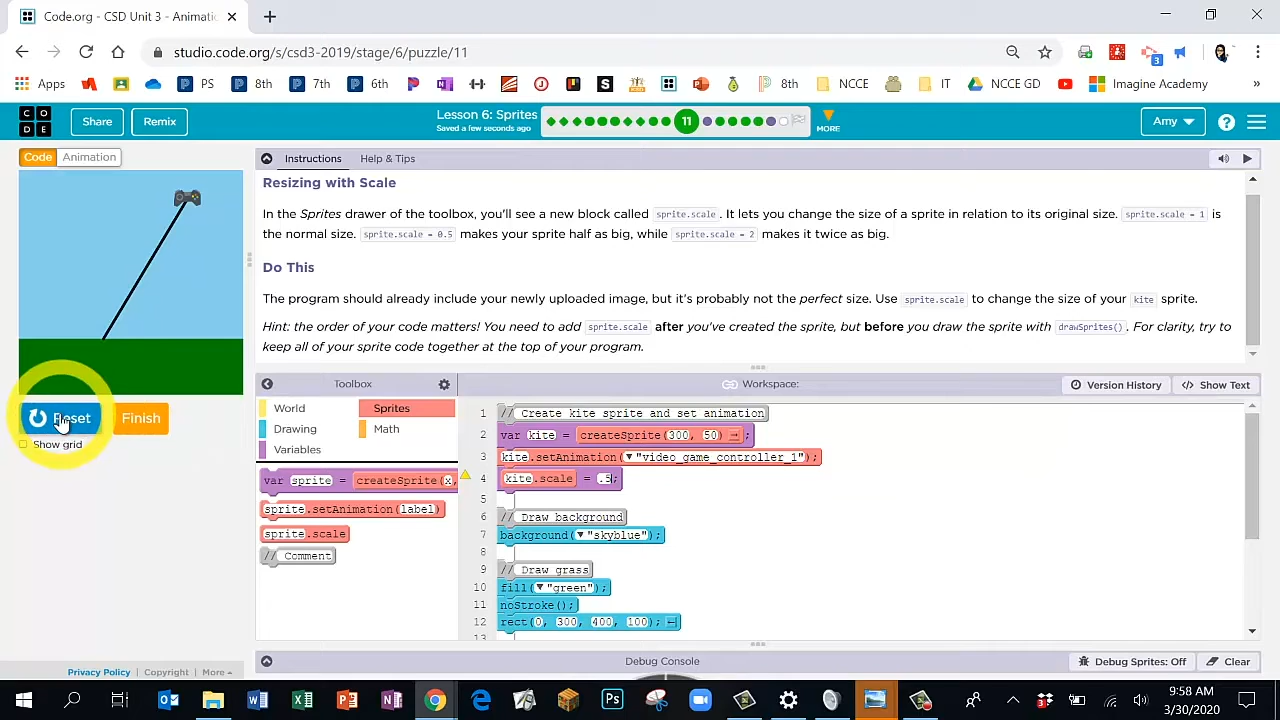 Code.org - CSD Unit 3 - Animatic
studio.code.org/s/csd3-2019/stage/6/puzzle/11
3
Apps PS 8th 7th 6th 8th NCCE IT NCCE GD Imagine Academy »
C O D E
Share Remix
Lesson 6: Sprites
Saved a few seconds ago
11
MORE
Amy
?
Code Animation
Instructions Help & Tips
Resizing with Scale
In the Sprites drawer of the toolbox, you'll see a new block called sprite.scale . It lets you change the size of a sprite in relation to its original size. sprite.scale = 1 is
the normal size. sprite.scale = 0.5 makes your sprite half as big, while sprite.scale = 2 makes it twice as big.
Do This
The program should already include your newly uploaded image, but it's probably not the perfect size. Use sprite.scale to change the size of your kite sprite.
Hint: the order of your code matters! You need to add sprite.scale after you've created the sprite, but before you draw the sprite with drawSprites() . For clarity, try to
keep all of your sprite code together at the top of your program.
Reset Finish
Show grid
Toolbox
World Sprites
Drawing Math
Variables
var sprite = createSprite(x,
sprite.setAnimation(label)
sprite.scale
// Comment
Workspace: Version History </> Show Text
1 // Create kite sprite and set animation
2 var kite = createSprite(300, 50) ;
3 kite.setAnimation( "video_game_controller_1");
4 kite.scale = .5;
5
6 // Draw background
7 background( "skyblue");
8
9 // Draw grass
10 fill( "green");
11 noStroke();
12 rect(0, 300, 400, 100);
13
Debug Console Debug Sprites: Off Clear
Privacy Policy | Copyright | More
9:58 AM
3/30/2020